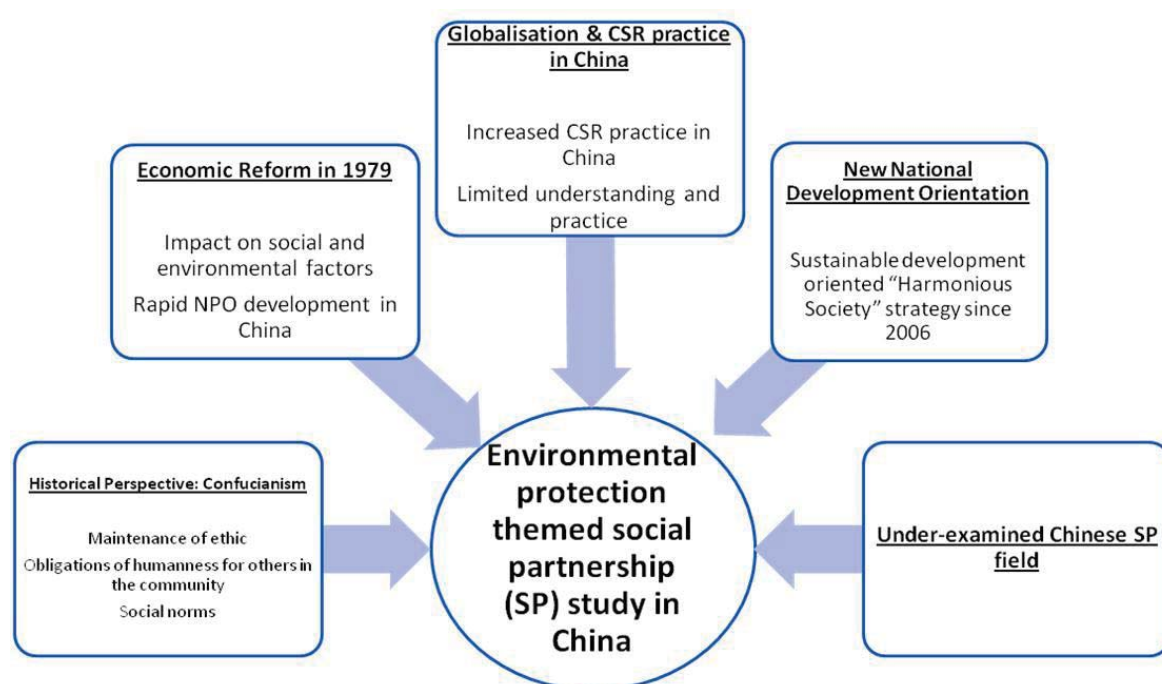 Globalisation & CSR practice
in China
Increased CSR practice in
China
Limited understanding and
practice
Economic Reform in 1979
Impact on social and
environmental factors
Rapid NPO development in
China
New National
Development Orientation
Sustainable development
oriented “Harmonious
Society” strategy since
2006
Historical Perspective: Confucianism
Maintenance of ethic
Obligations of humanness for others in
the community
Social norms
Environmental
protection
themed social
partnership
(SP) study in
China
Under-examined Chinese SP
field